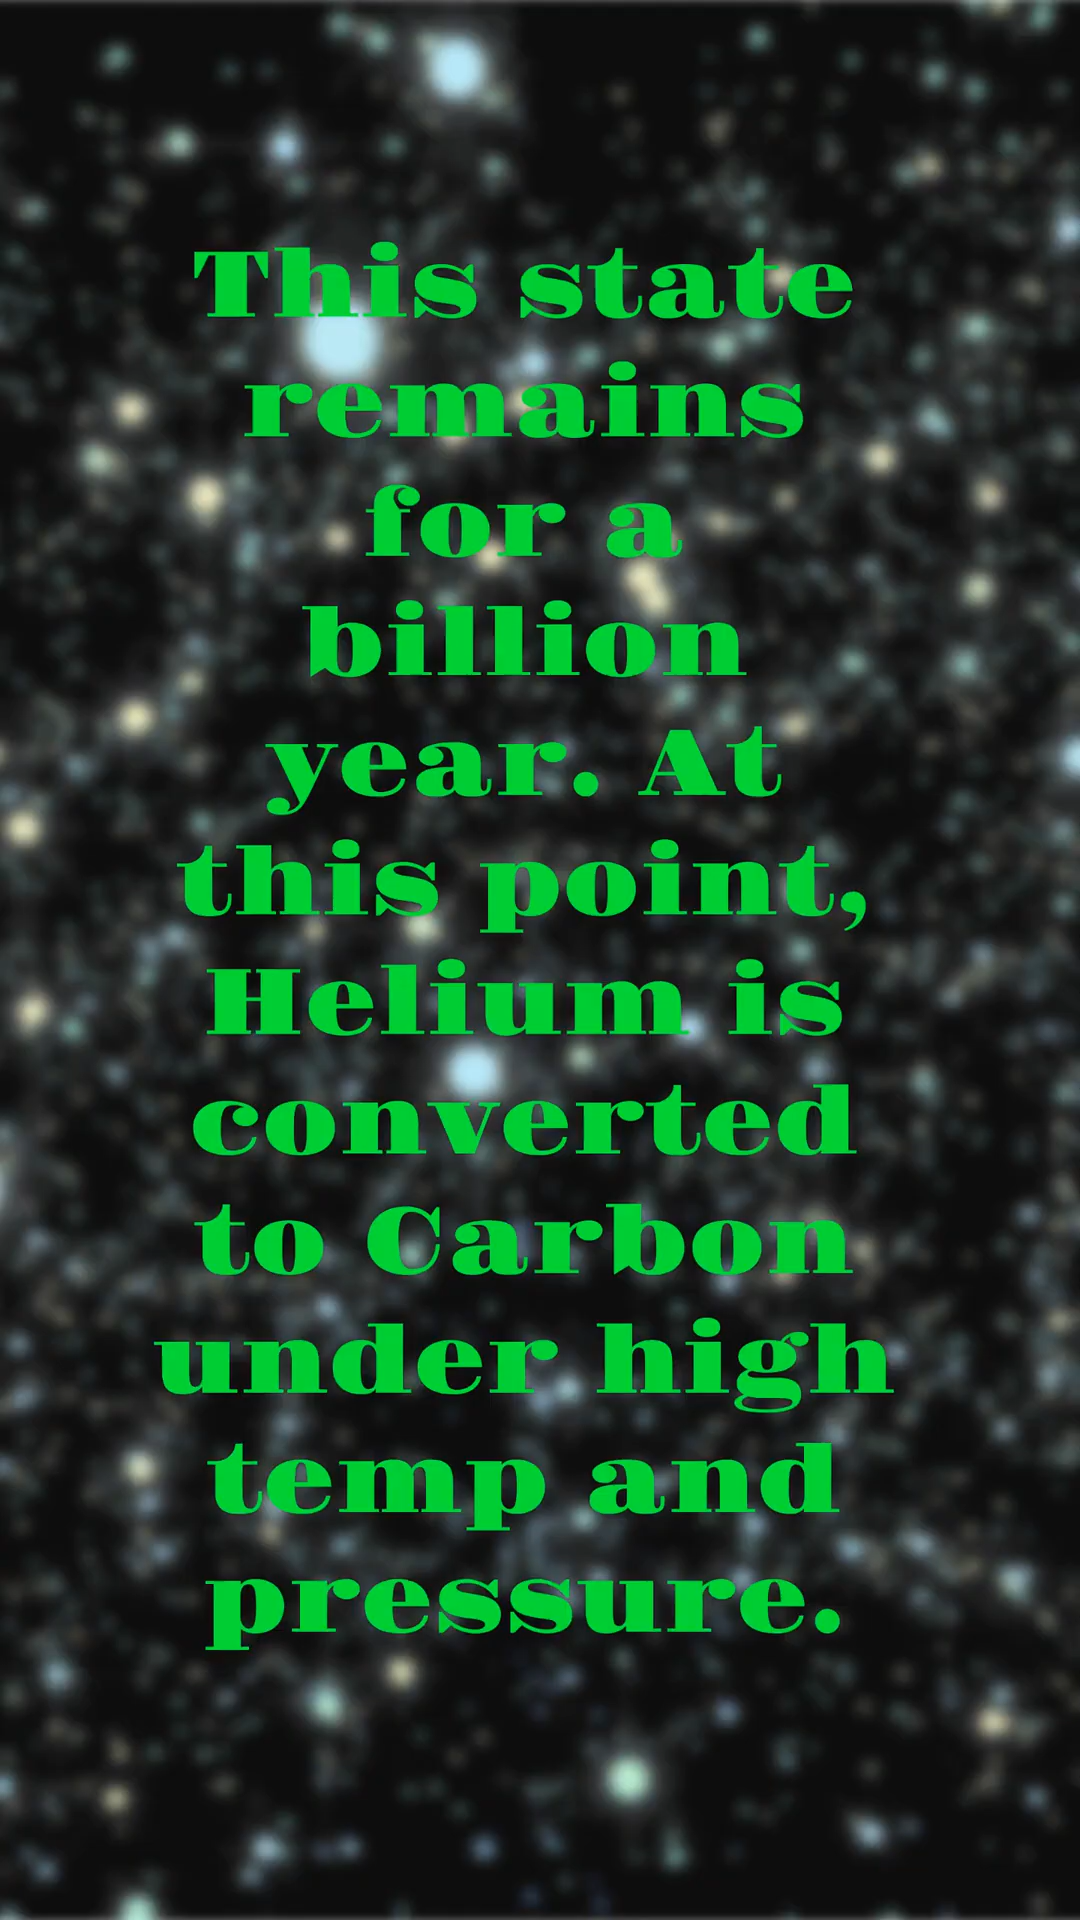 This state
remains
for a
billion
year. At
this point,
Helium is
converted
to Carbon
under high
temp and
pressure.